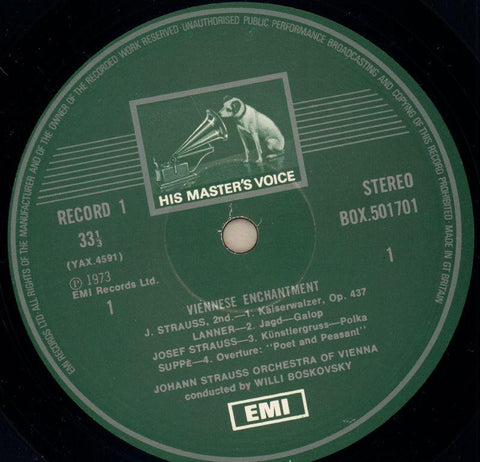 EMI RECORDS LTD ALL RIGHTS OF THE MANUFACTURER AND OF THE OWNER OF THE RECORDED WORK RESERVED · UNAUTHORISED PUBLIC PERFORMANCE BROADCASTING AND COPYING OF THIS RECORD PROHIBITED MADE IN GT BRITAIN
HIS MASTER'S VOICE
RECORD 1
33⅓
(YAX.4591)
Ⓟ 1973
EMI Records Ltd.
1
STEREO
BOX.501701
1
VIENNESE ENCHANTMENT
J. STRAUSS, 2nd.—1. Kaiserwalzer, Op. 437
LANNER—2. Jagd—Galop
JOSEF STRAUSS—3. Künstlergruss—Polka
SUPPÉ—4. Overture: "Poet and Peasant"
JOHANN STRAUSS ORCHESTRA OF VIENNA
conducted by WILLI BOSKOVSKY
EMI